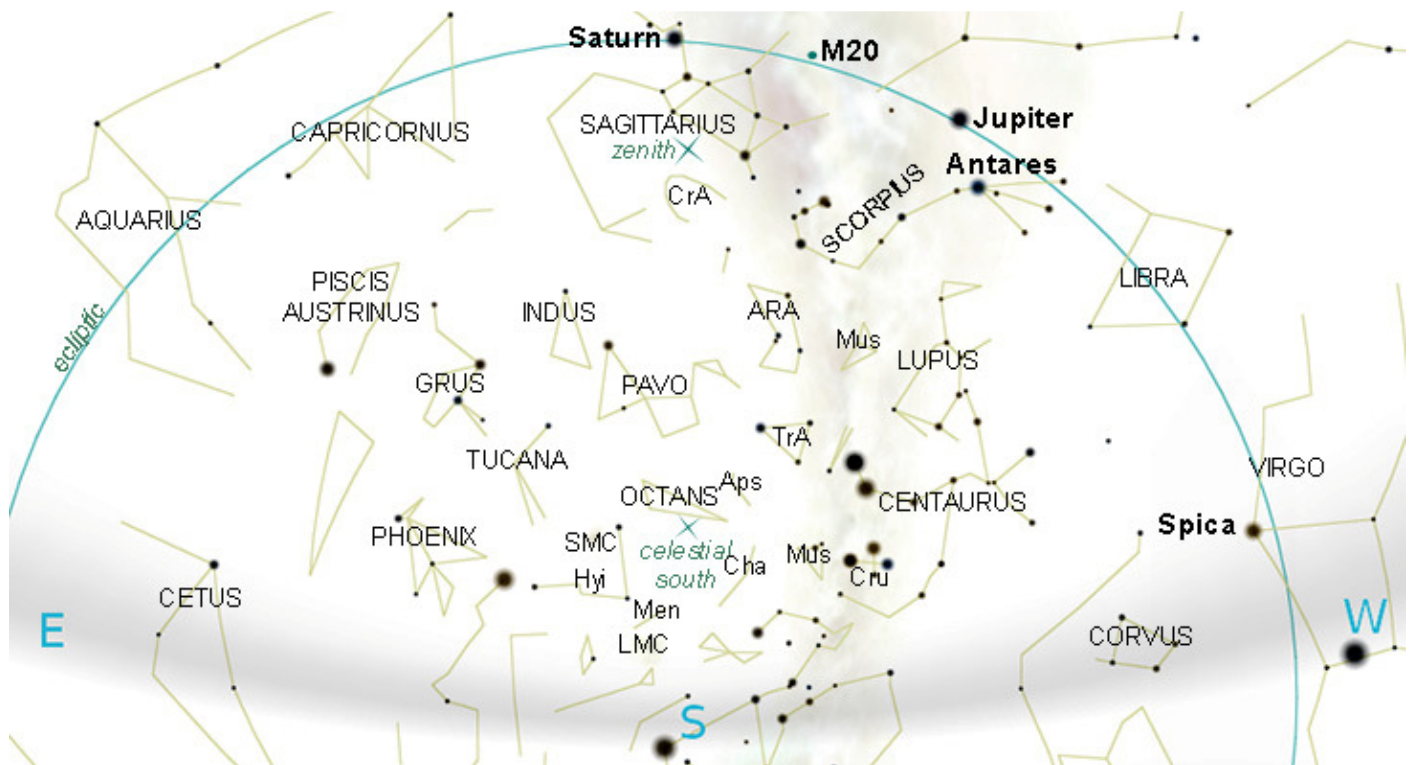 Saturn
M20
Jupiter
CAPRICORNUS
SAGITTARIUS
zenith
Antares
CrA
SCORPIUS
AQUARIUS
PISCIS
AUSTRINUS
INDUS
ARA
LIBRA
ecliptic
Mus
LUPUS
GRUS
PAVO
TrA
TUCANA
VIRGO
OCTANS
Aps
CENTAURUS
Spica
PHOENIX
SMC
celestial
south
Mus
Cha
Hyi
Cru
CETUS
Men
E
W
LMC
CORVUS
S